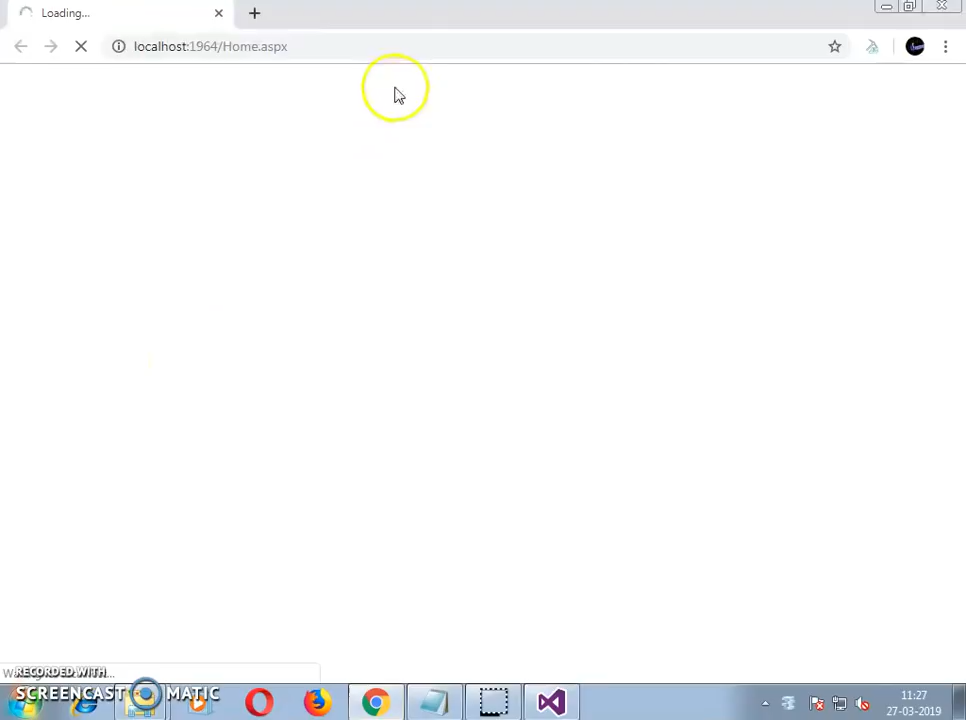 Loading...
localhost:1964/Home.aspx
RECORDED WITH
SCREENCAST MATIC
11:27
27-03-2019